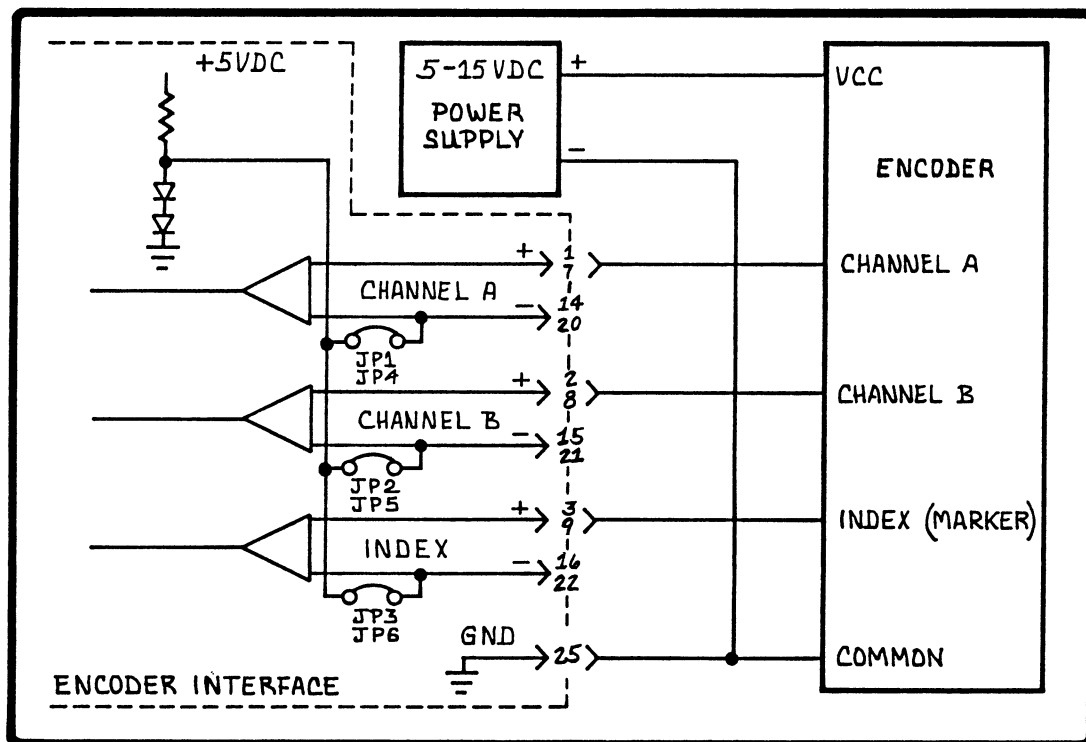 +5VDC
5-15 VDC
POWER
SUPPLY
+
-
VCC
ENCODER
CHANNEL A
CHANNEL B
INDEX (MARKER)
COMMON
+
1
7
CHANNEL A
-
14
20
JP1
JP4
+
2
8
CHANNEL B
-
15
21
JP2
JP5
+
3
9
INDEX
-
16
22
JP3
JP6
GND
25
ENCODER INTERFACE